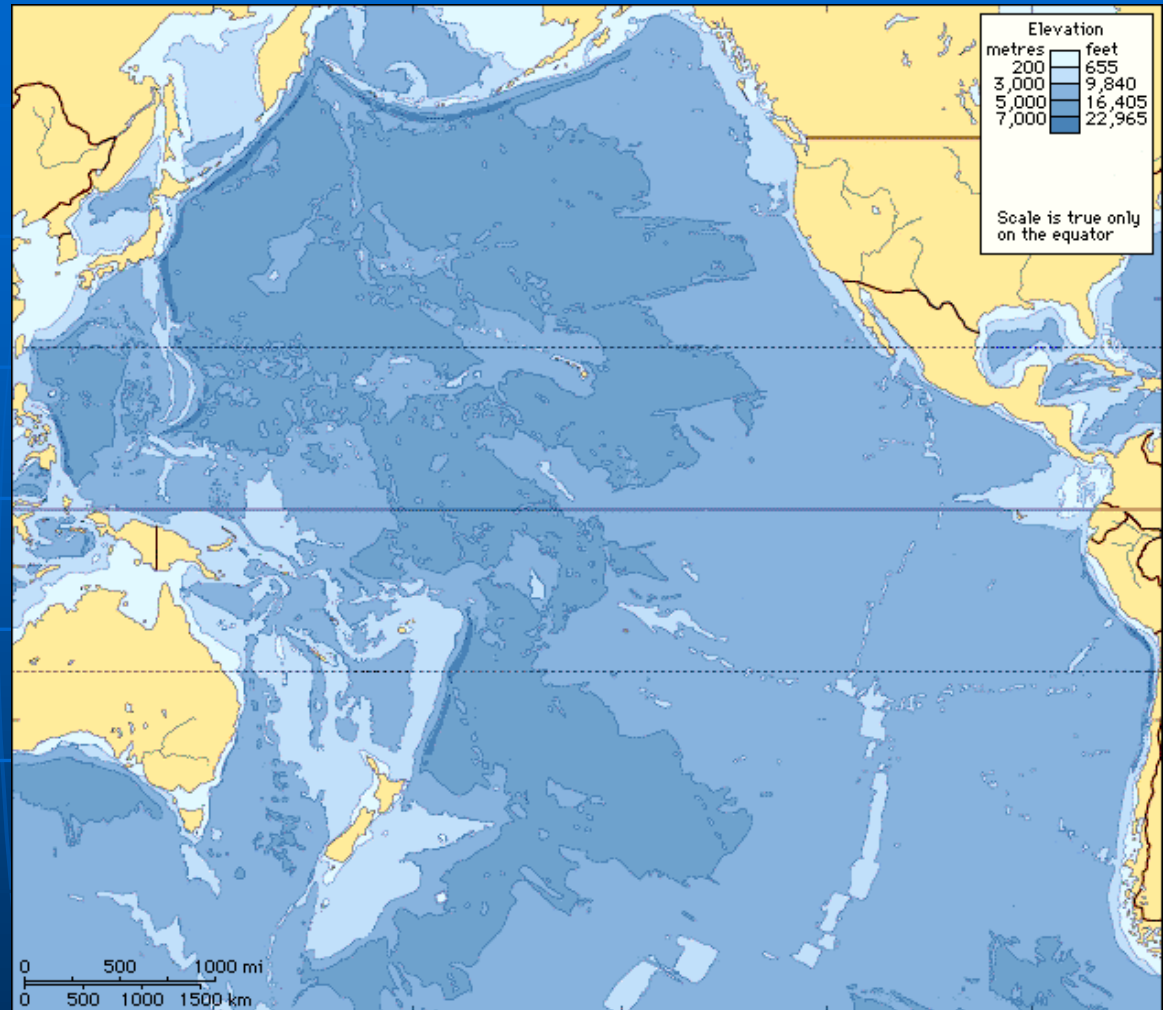 Elevation
metres feet
200 655
3,000 9,840
5,000 16,405
7,000 22,965
Scale is true only
on the equator
0 500 1000 mi
0 500 1000 1500 km